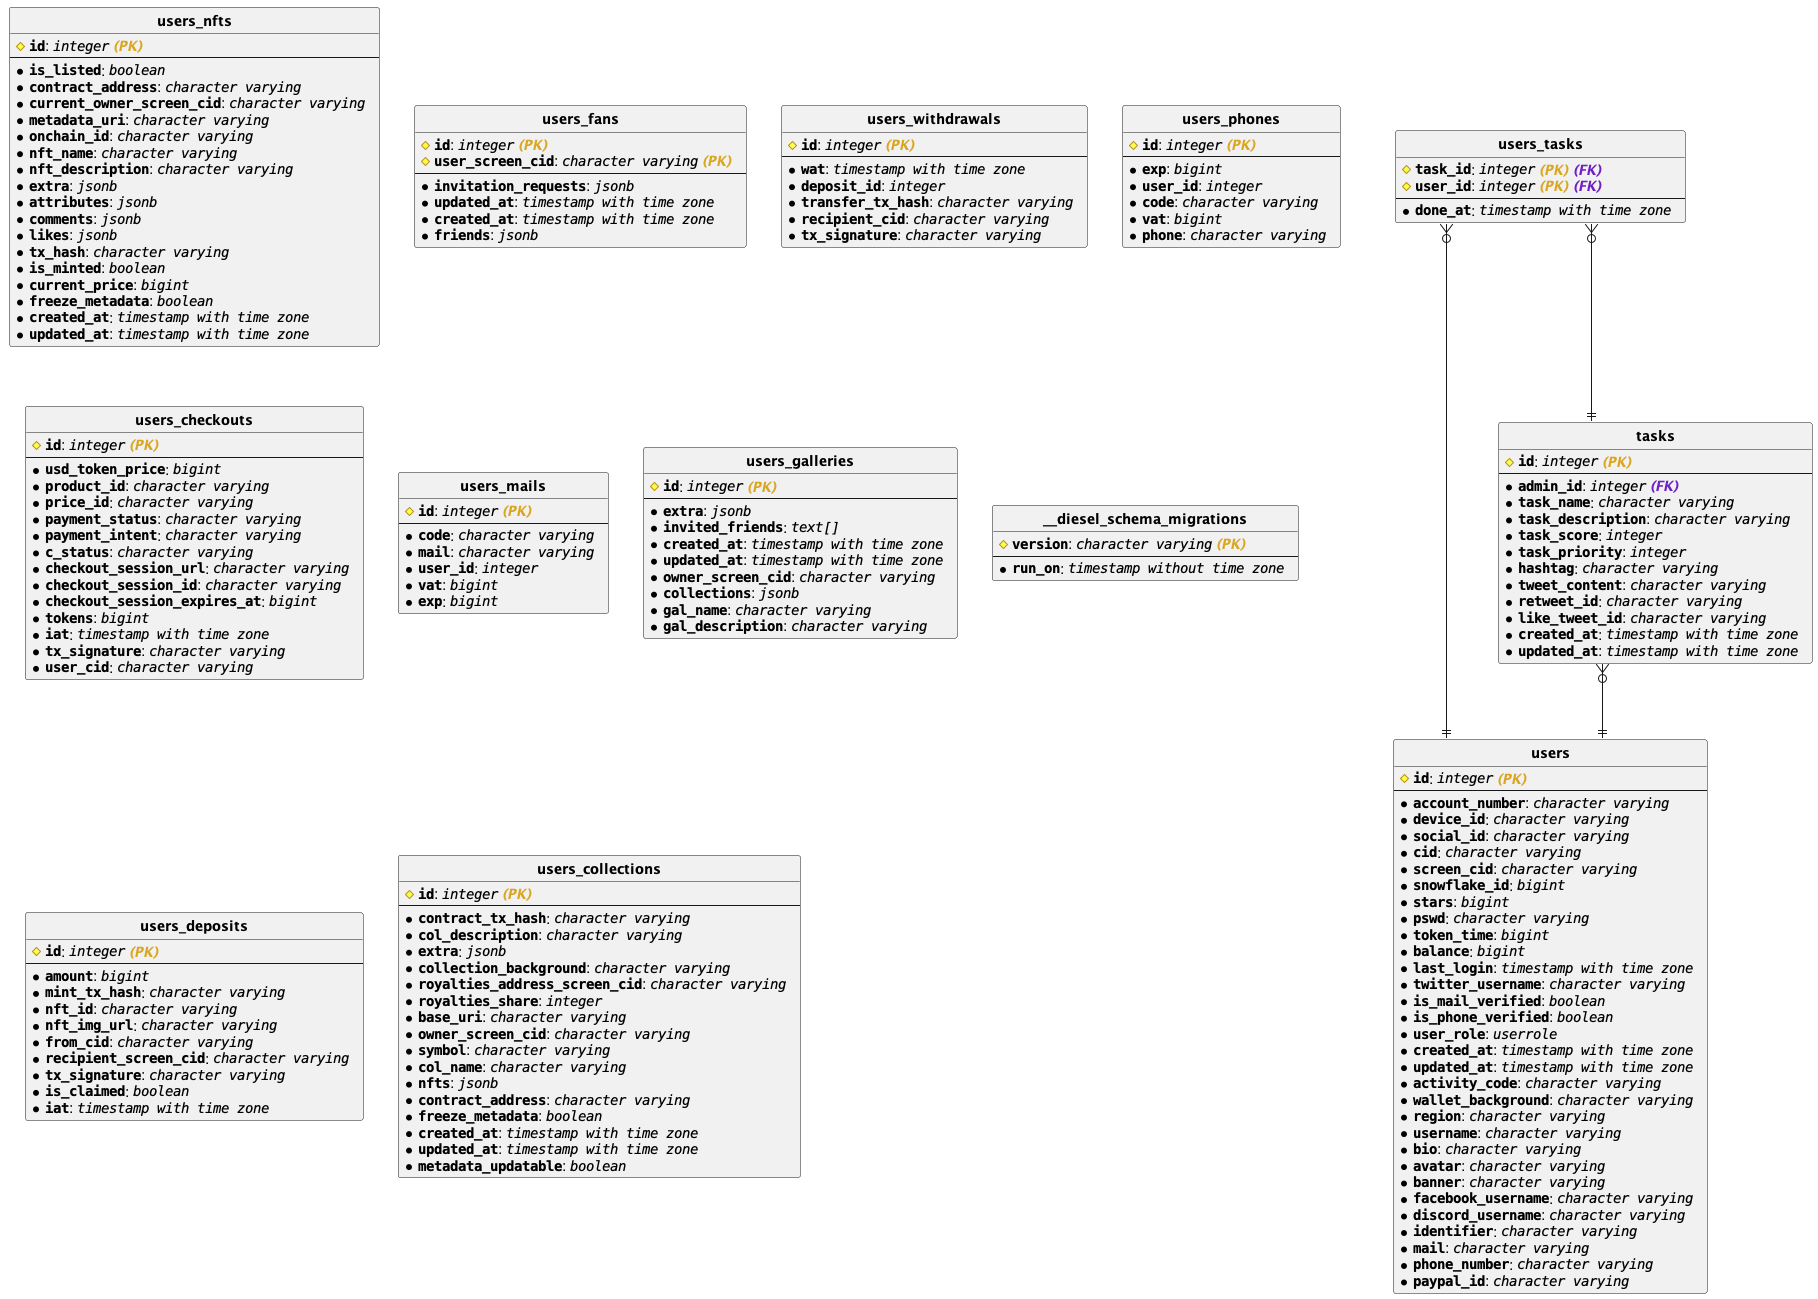 users_nfts
id: integer (PK)
is_listed: boolean
contract_address: character varying
current_owner_screen_cid: character varying
metadata_uri: character varying
onchain_id: character varying
nft_name: character varying
nft_description: character varying
extra: jsonb
attributes: jsonb
comments: jsonb
likes: jsonb
tx_hash: character varying
is_minted: boolean
current_price: bigint
freeze_metadata: boolean
created_at: timestamp with time zone
updated_at: timestamp with time zone
users_fans
id: integer (PK)
user_screen_cid: character varying (PK)
invitation_requests: jsonb
updated_at: timestamp with time zone
created_at: timestamp with time zone
friends: jsonb
users_withdrawals
id: integer (PK)
wat: timestamp with time zone
deposit_id: integer
transfer_tx_hash: character varying
recipient_cid: character varying
tx_signature: character varying
users_phones
id: integer (PK)
exp: bigint
user_id: integer
code: character varying
vat: bigint
phone: character varying
users_tasks
task_id: integer (PK) (FK)
user_id: integer (PK) (FK)
done_at: timestamp with time zone
users_checkouts
id: integer (PK)
usd_token_price: bigint
product_id: character varying
price_id: character varying
payment_status: character varying
payment_intent: character varying
c_status: character varying
checkout_session_url: character varying
checkout_session_id: character varying
checkout_session_expires_at: bigint
tokens: bigint
iat: timestamp with time zone
tx_signature: character varying
user_cid: character varying
users_mails
id: integer (PK)
code: character varying
mail: character varying
user_id: integer
vat: bigint
exp: bigint
users_galleries
id: integer (PK)
extra: jsonb
invited_friends: text[]
created_at: timestamp with time zone
updated_at: timestamp with time zone
owner_screen_cid: character varying
collections: jsonb
gal_name: character varying
gal_description: character varying
__diesel_schema_migrations
version: character varying (PK)
run_on: timestamp without time zone
tasks
id: integer (PK)
admin_id: integer (FK)
task_name: character varying
task_description: character varying
task_score: integer
task_priority: integer
hashtag: character varying
tweet_content: character varying
retweet_id: character varying
like_tweet_id: character varying
created_at: timestamp with time zone
updated_at: timestamp with time zone
users_deposits
id: integer (PK)
amount: bigint
mint_tx_hash: character varying
nft_id: character varying
nft_img_url: character varying
from_cid: character varying
recipient_screen_cid: character varying
tx_signature: character varying
is_claimed: boolean
iat: timestamp with time zone
users_collections
id: integer (PK)
contract_tx_hash: character varying
col_description: character varying
extra: jsonb
collection_background: character varying
royalties_address_screen_cid: character varying
royalties_share: integer
base_uri: character varying
owner_screen_cid: character varying
symbol: character varying
col_name: character varying
nfts: jsonb
contract_address: character varying
freeze_metadata: boolean
created_at: timestamp with time zone
updated_at: timestamp with time zone
metadata_updatable: boolean
users
id: integer (PK)
account_number: character varying
device_id: character varying
social_id: character varying
cid: character varying
screen_cid: character varying
snowflake_id: bigint
stars: bigint
pswd: character varying
token_time: bigint
balance: bigint
last_login: timestamp with time zone
twitter_username: character varying
is_mail_verified: boolean
is_phone_verified: boolean
user_role: userrole
created_at: timestamp with time zone
updated_at: timestamp with time zone
activity_code: character varying
wallet_background: character varying
region: character varying
username: character varying
bio: character varying
avatar: character varying
banner: character varying
facebook_username: character varying
discord_username: character varying
identifier: character varying
mail: character varying
phone_number: character varying
paypal_id: character varying